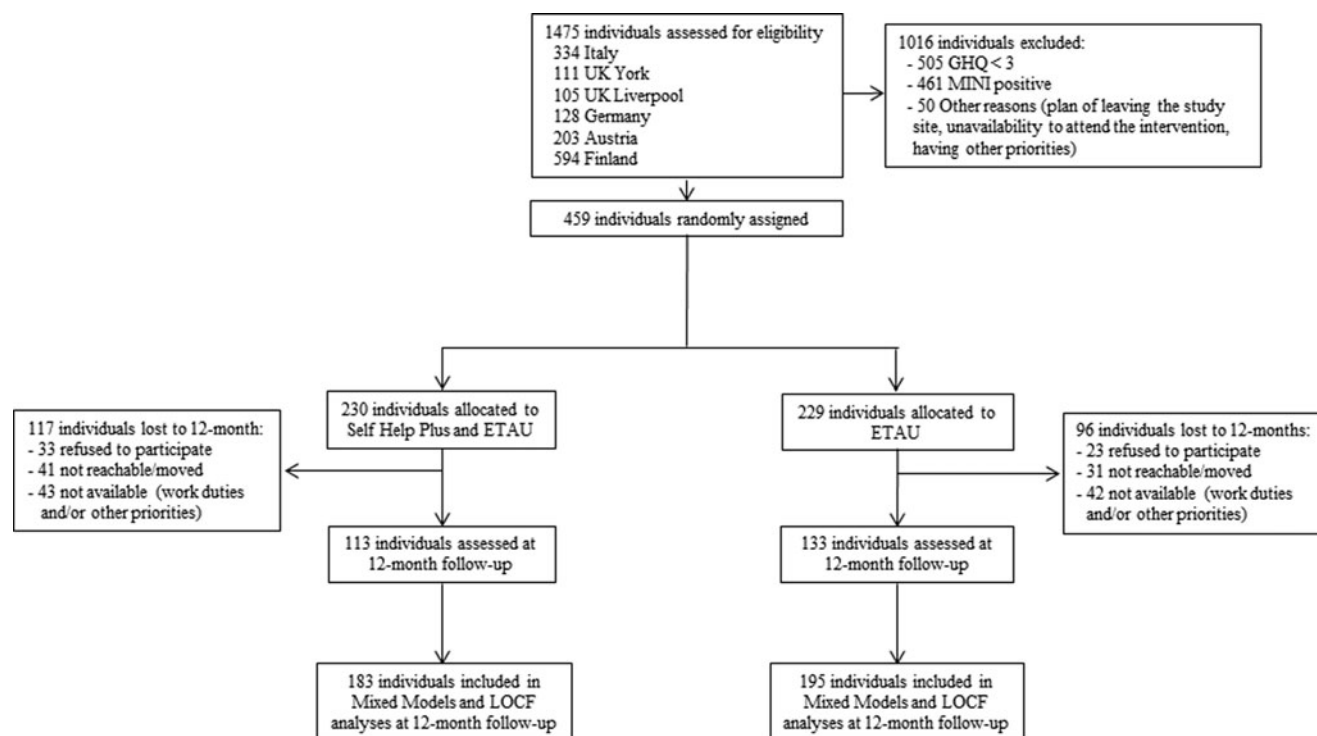 1475 individuals assessed for eligibility
334 Italy
111 UK York
105 UK Liverpool
128 Germany
203 Austria
594 Finland
1016 individuals excluded:
- 505 GHQ < 3
- 461 MINI positive
- 50 Other reasons (plan of leaving the study
site, unavailability to attend the intervention,
having other priorities)
459 individuals randomly assigned
230 individuals allocated to
Self Help Plus and ETAU
229 individuals allocated to
ETAU
117 individuals lost to 12-month:
- 33 refused to participate
- 41 not reachable/moved
- 43 not available (work duties
and/or other priorities)
96 individuals lost to 12-months:
- 23 refused to participate
- 31 not reachable/moved
- 42 not available (work duties
and/or other priorities)
113 individuals assessed at
12-month follow-up
133 individuals assessed at
12-month follow-up
183 individuals included in
Mixed Models and LOCF
analyses at 12-month follow-up
195 individuals included in
Mixed Models and LOCF
analyses at 12-month follow-up